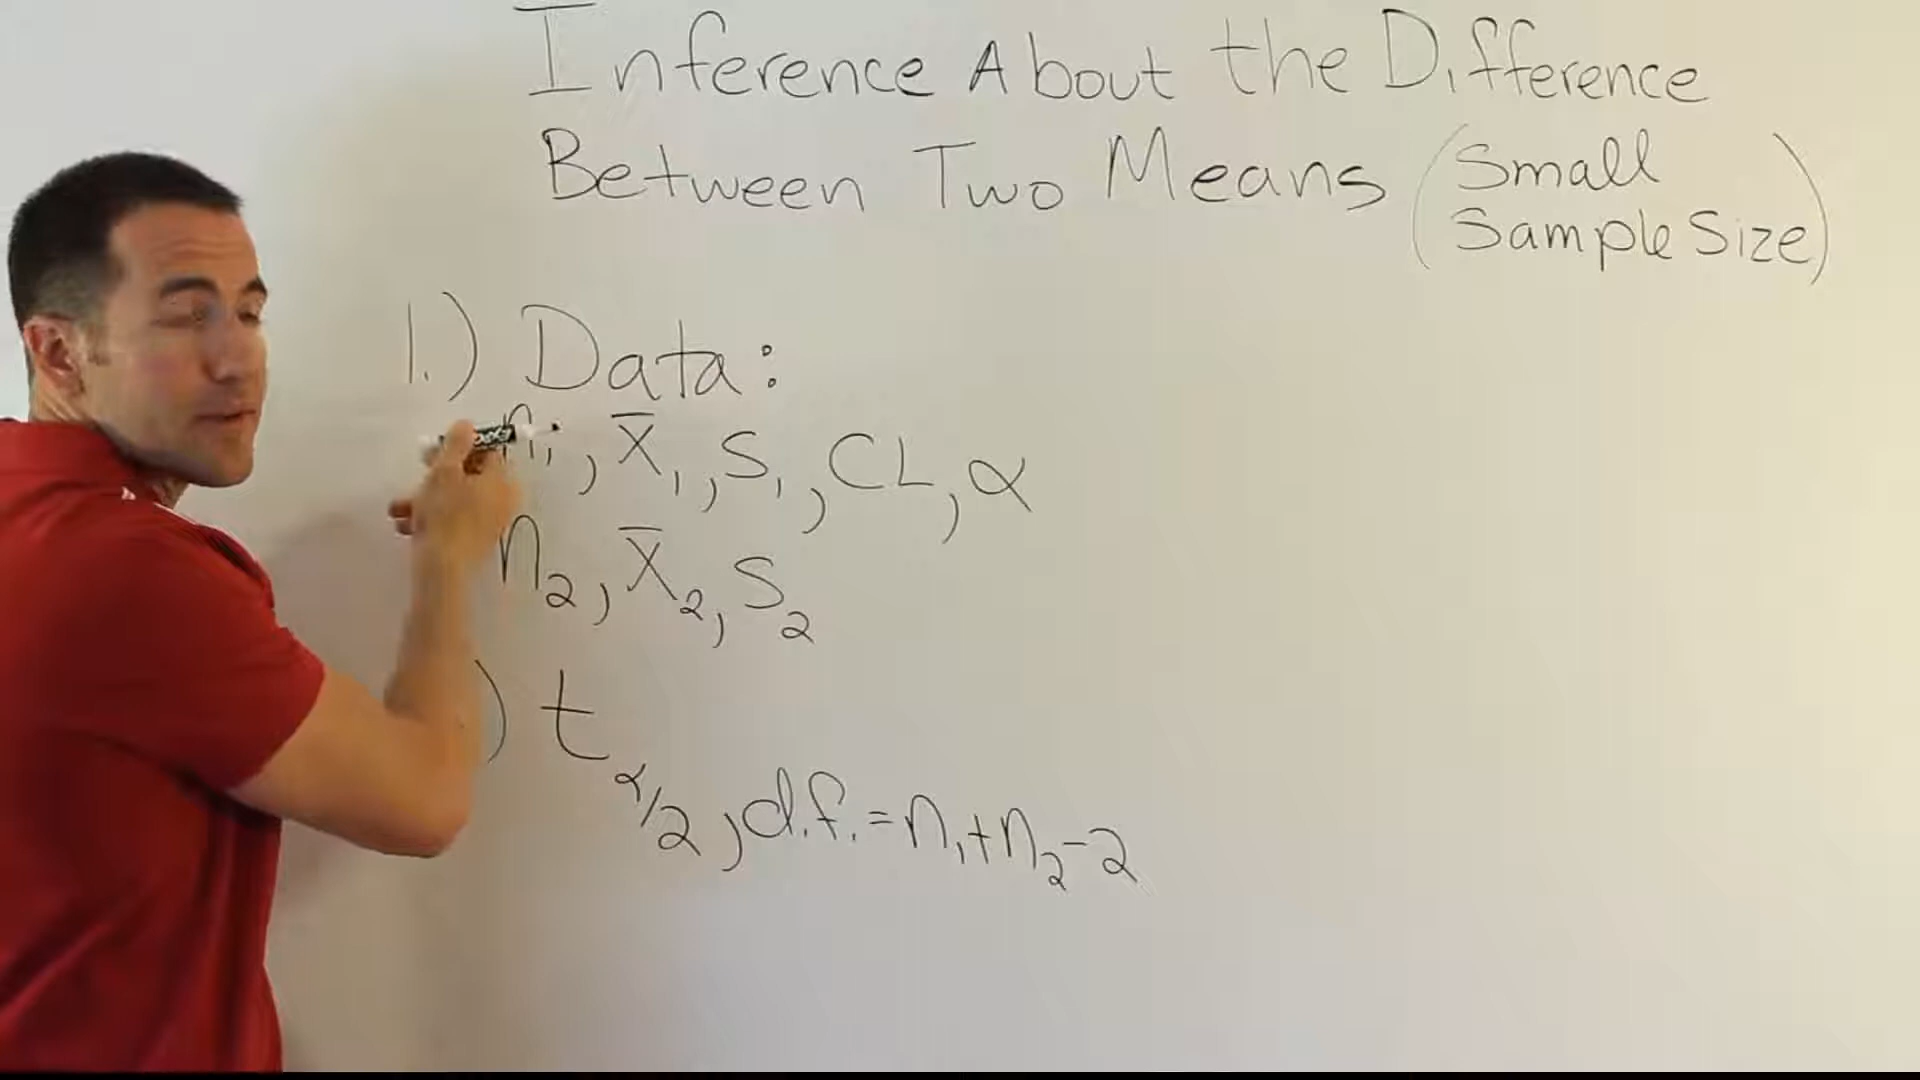 Inference About the Difference
Between Two Means (Small
Sample Size)
1.) Data:
n₁, x̄₁, s₁, CL, α
n₂, x̄₂, s₂
) t α/2, d.f. = n₁+n₂-2